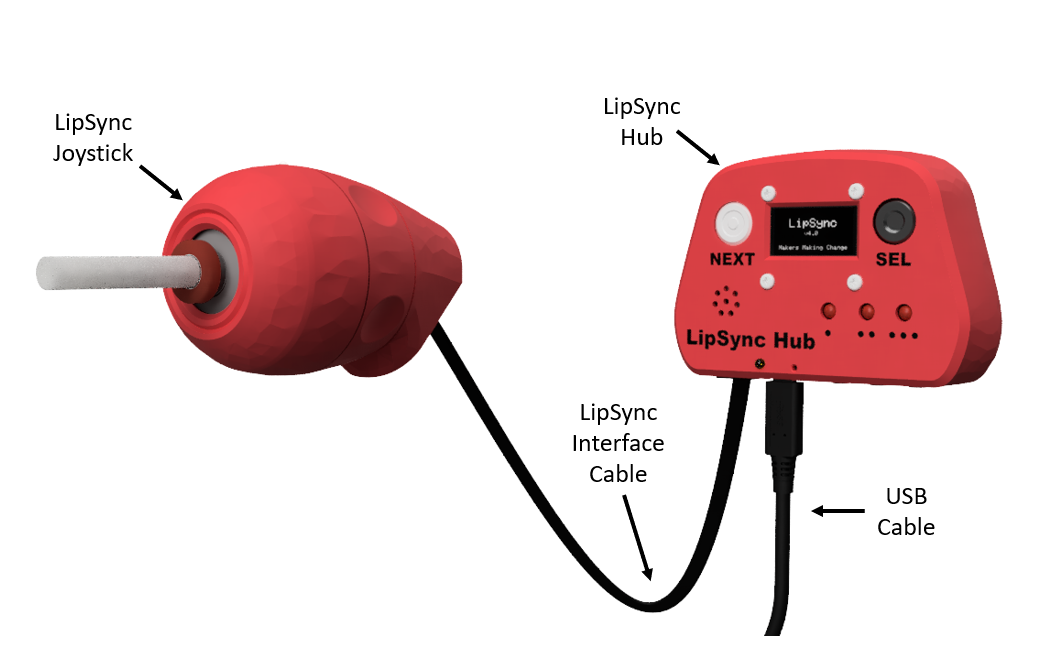 LipSync
Joystick
LipSync
Hub
LipSync
v4.0
Makers Making Change
NEXT
SEL
LipSync Hub
LipSync
Interface
Cable
USB
Cable